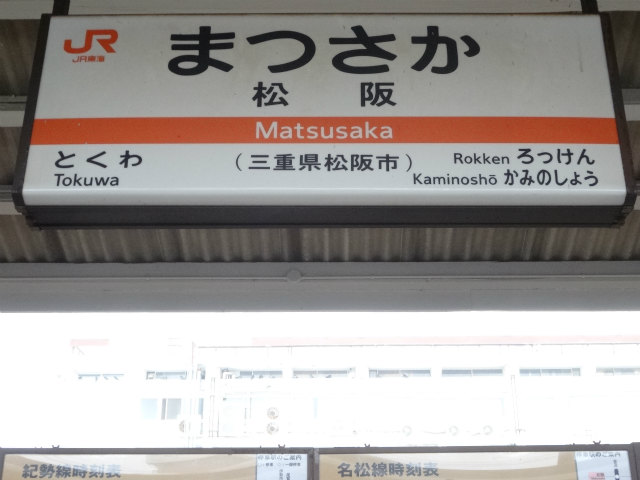 JR
JR東海
まつさか
松 阪
Matsusaka
とくわ
Tokuwa
(三重県松阪市)
Rokken ろっけん
Kaminoshō かみのしょう
紀勢線時刻表
名松線時刻表